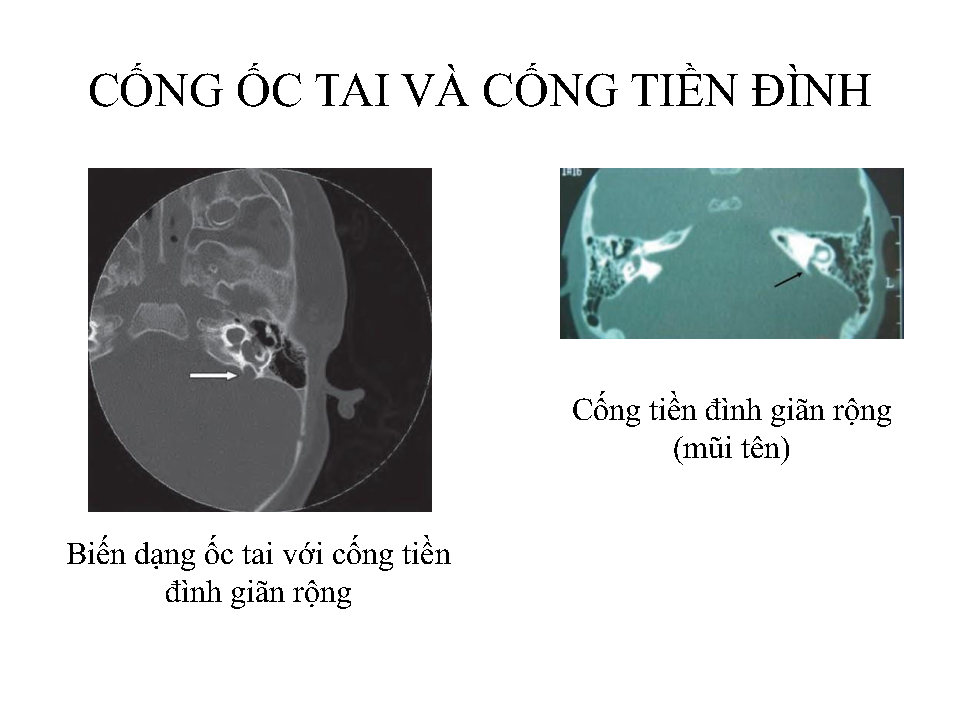 CỐNG ỐC TAI VÀ CỐNG TIỀN ĐÌNH
1#16
L
Cống tiền đình giãn rộng
(mũi tên)
Biến dạng ốc tai với cống tiền
đình giãn rộng